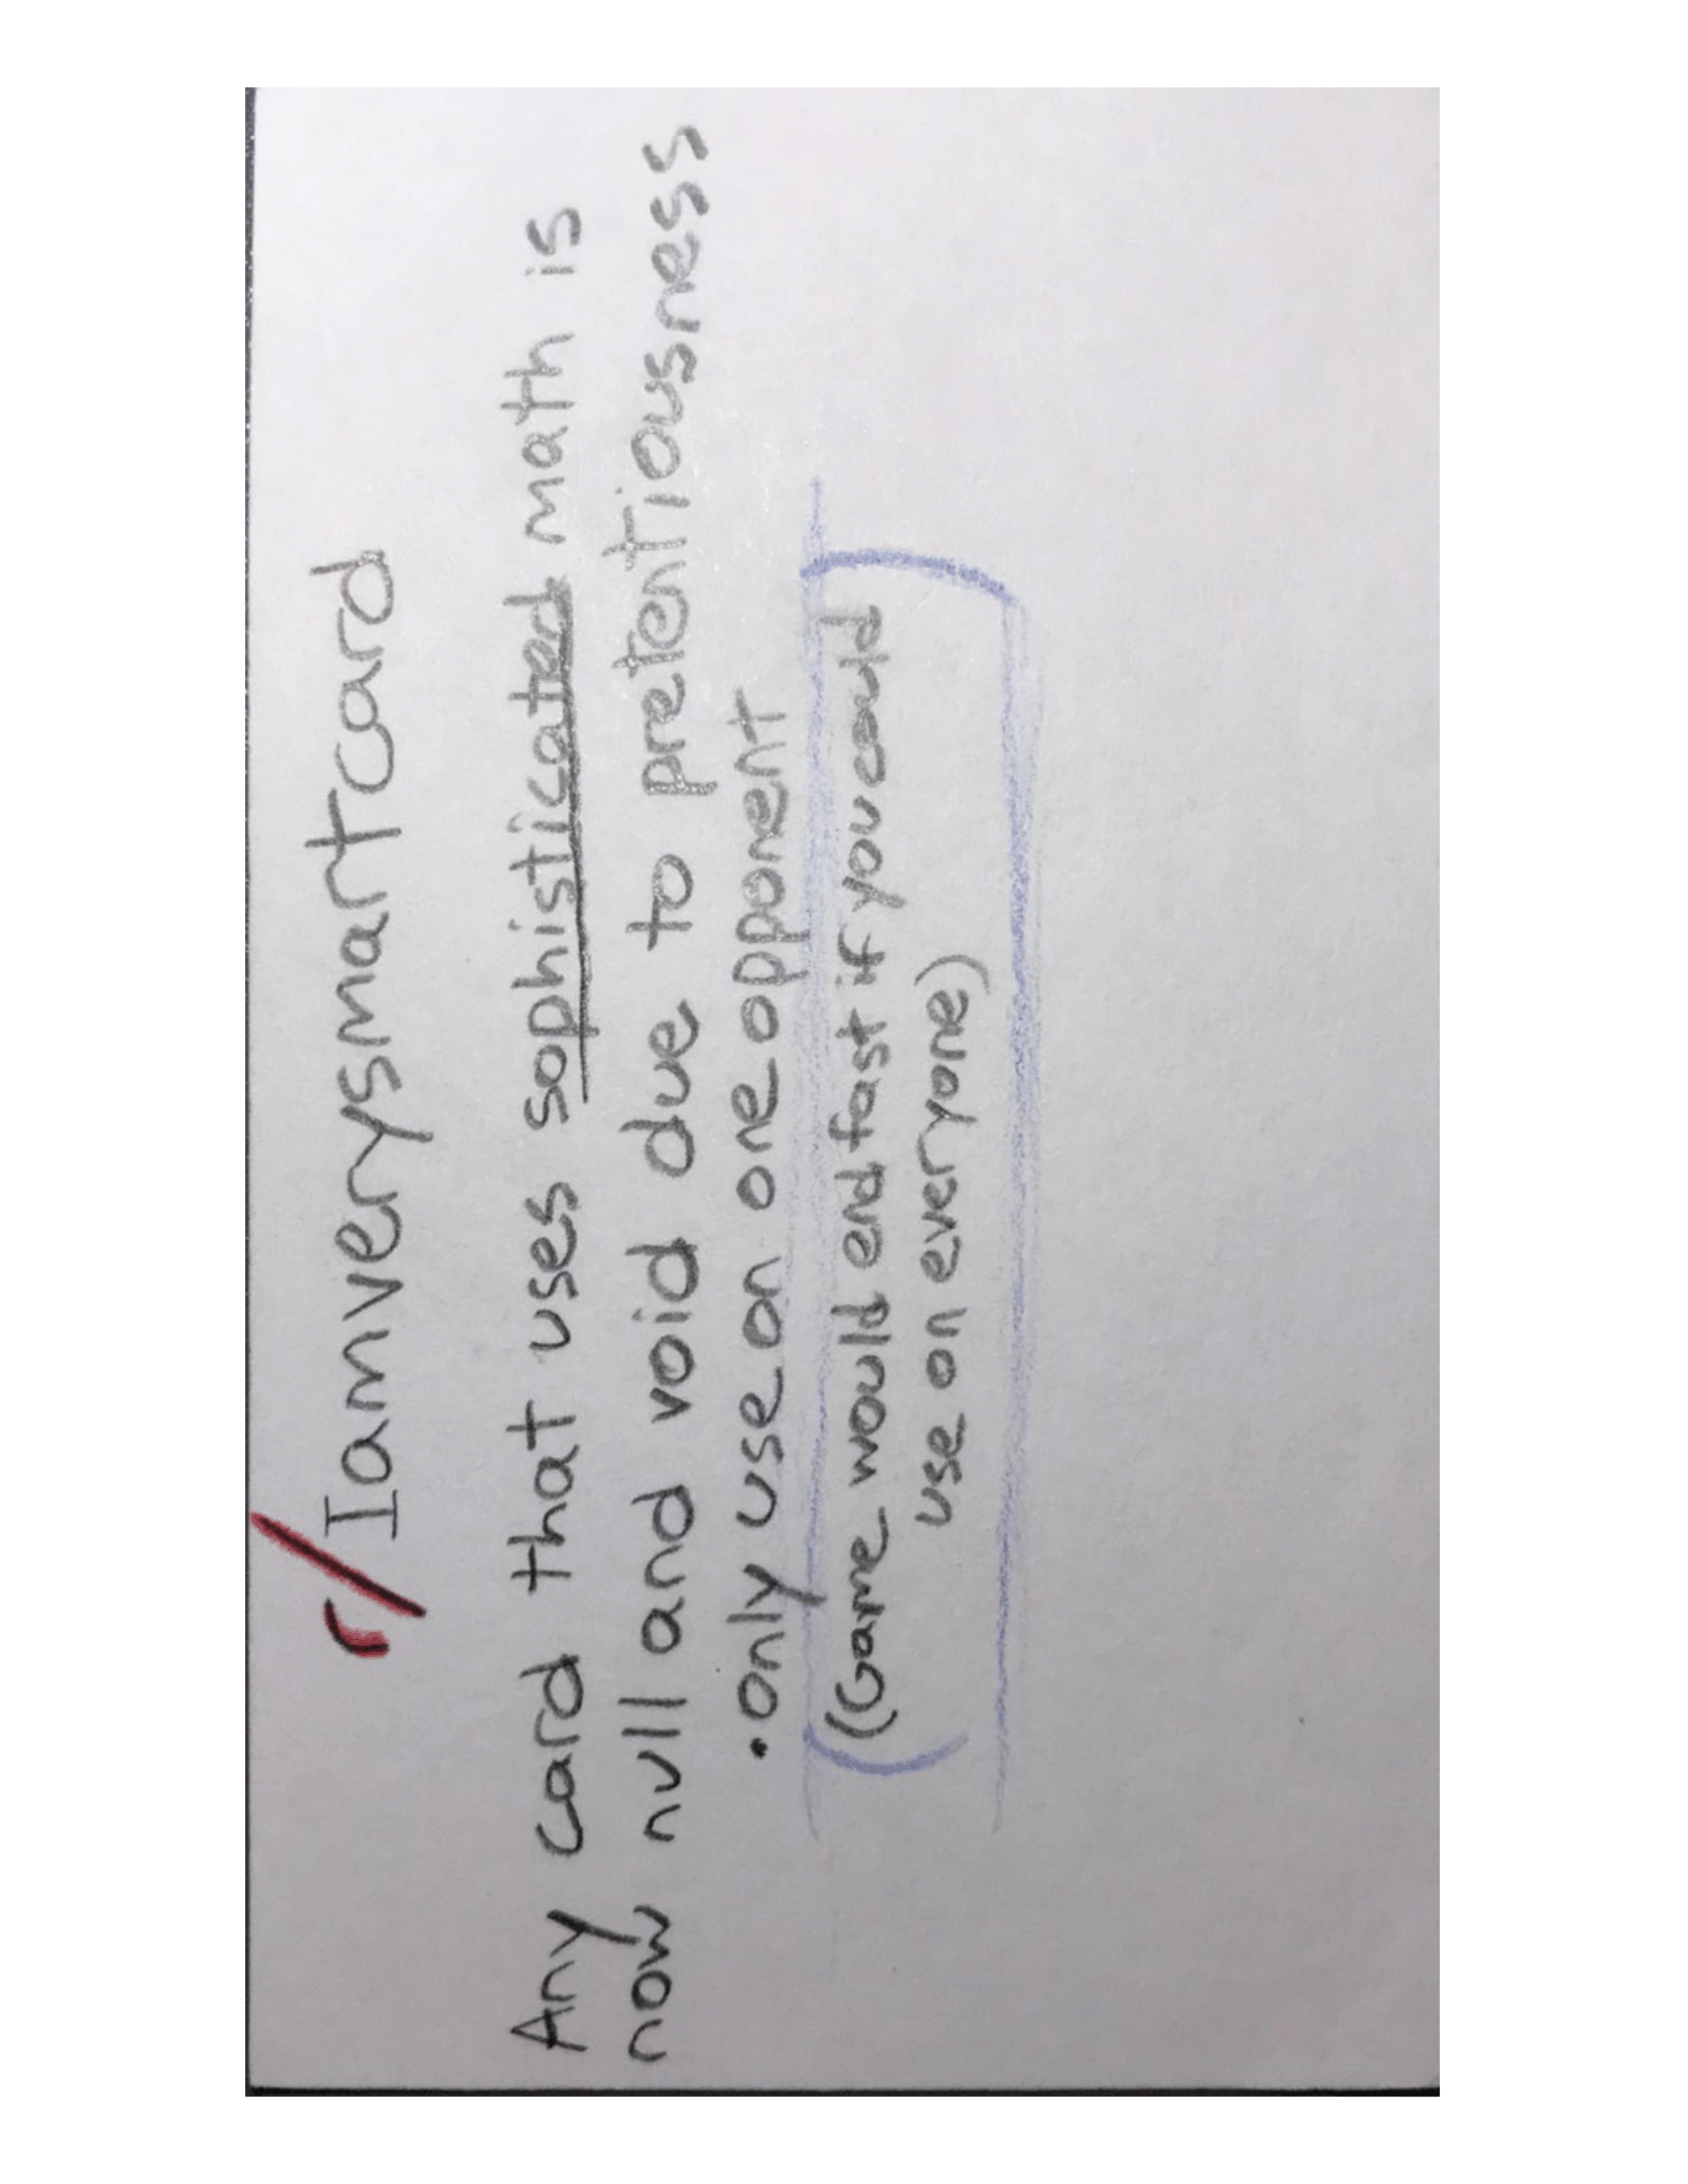 r/Iamverysmartcard
Any card that uses sophisticated math is
now null and void due to pretentiousness
•only use on one opponent
(Game would end fast if you could
use on everyone)